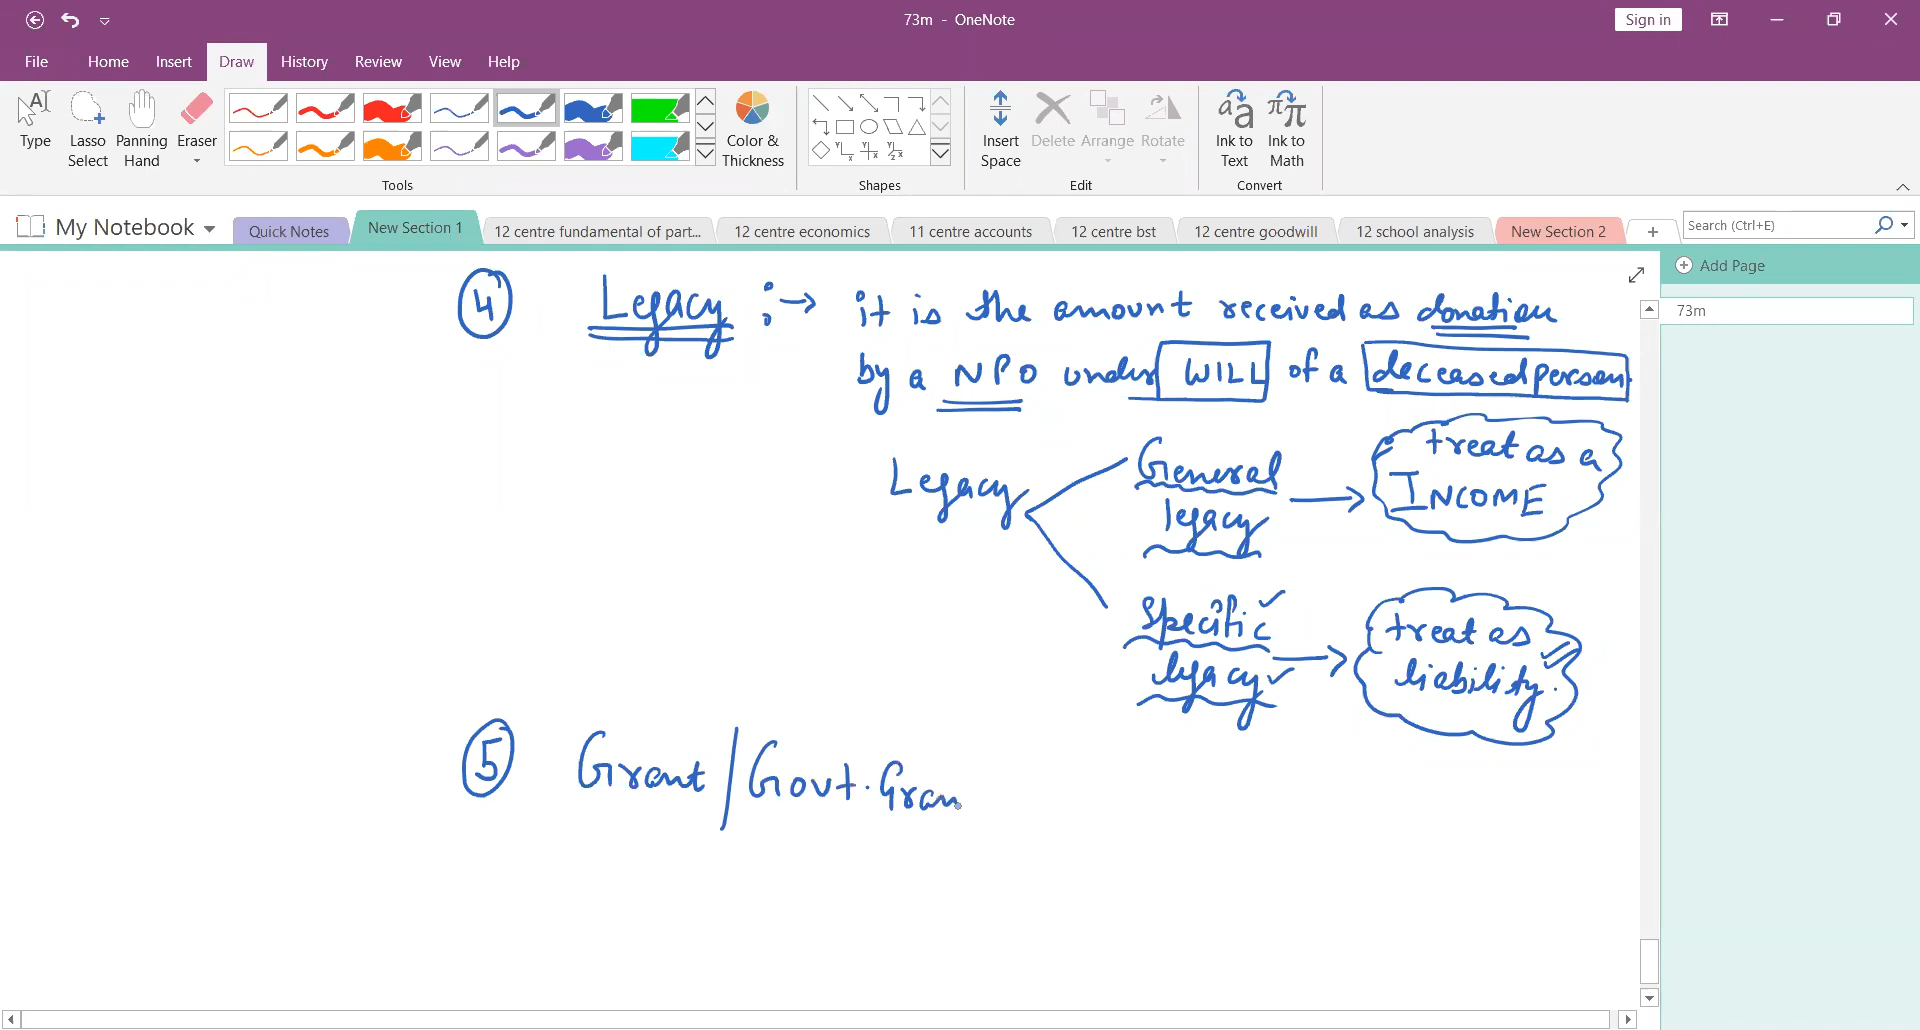 73m - OneNote
Sign in
File Home Insert Draw History Review View Help
Type
Lasso Select
Panning Hand
Eraser
Color & Thickness
Insert Space
Delete
Arrange
Rotate
Ink to Text
Ink to Math
Tools Shapes Edit Convert
My Notebook Quick Notes New Section 1 12 centre fundamental of part... 12 centre economics 11 centre accounts 12 centre bst 12 centre goodwill 12 school analysis New Section 2 Search (Ctrl+E)
Add Page
73m
4 Legacy :→ it is the amount received as donation
by a NPO under WILL of a deceased person.
Legacy
General legacy → treat as a INCOME
Specific legacy → treat as liability.
5 Grant / Govt. Gran